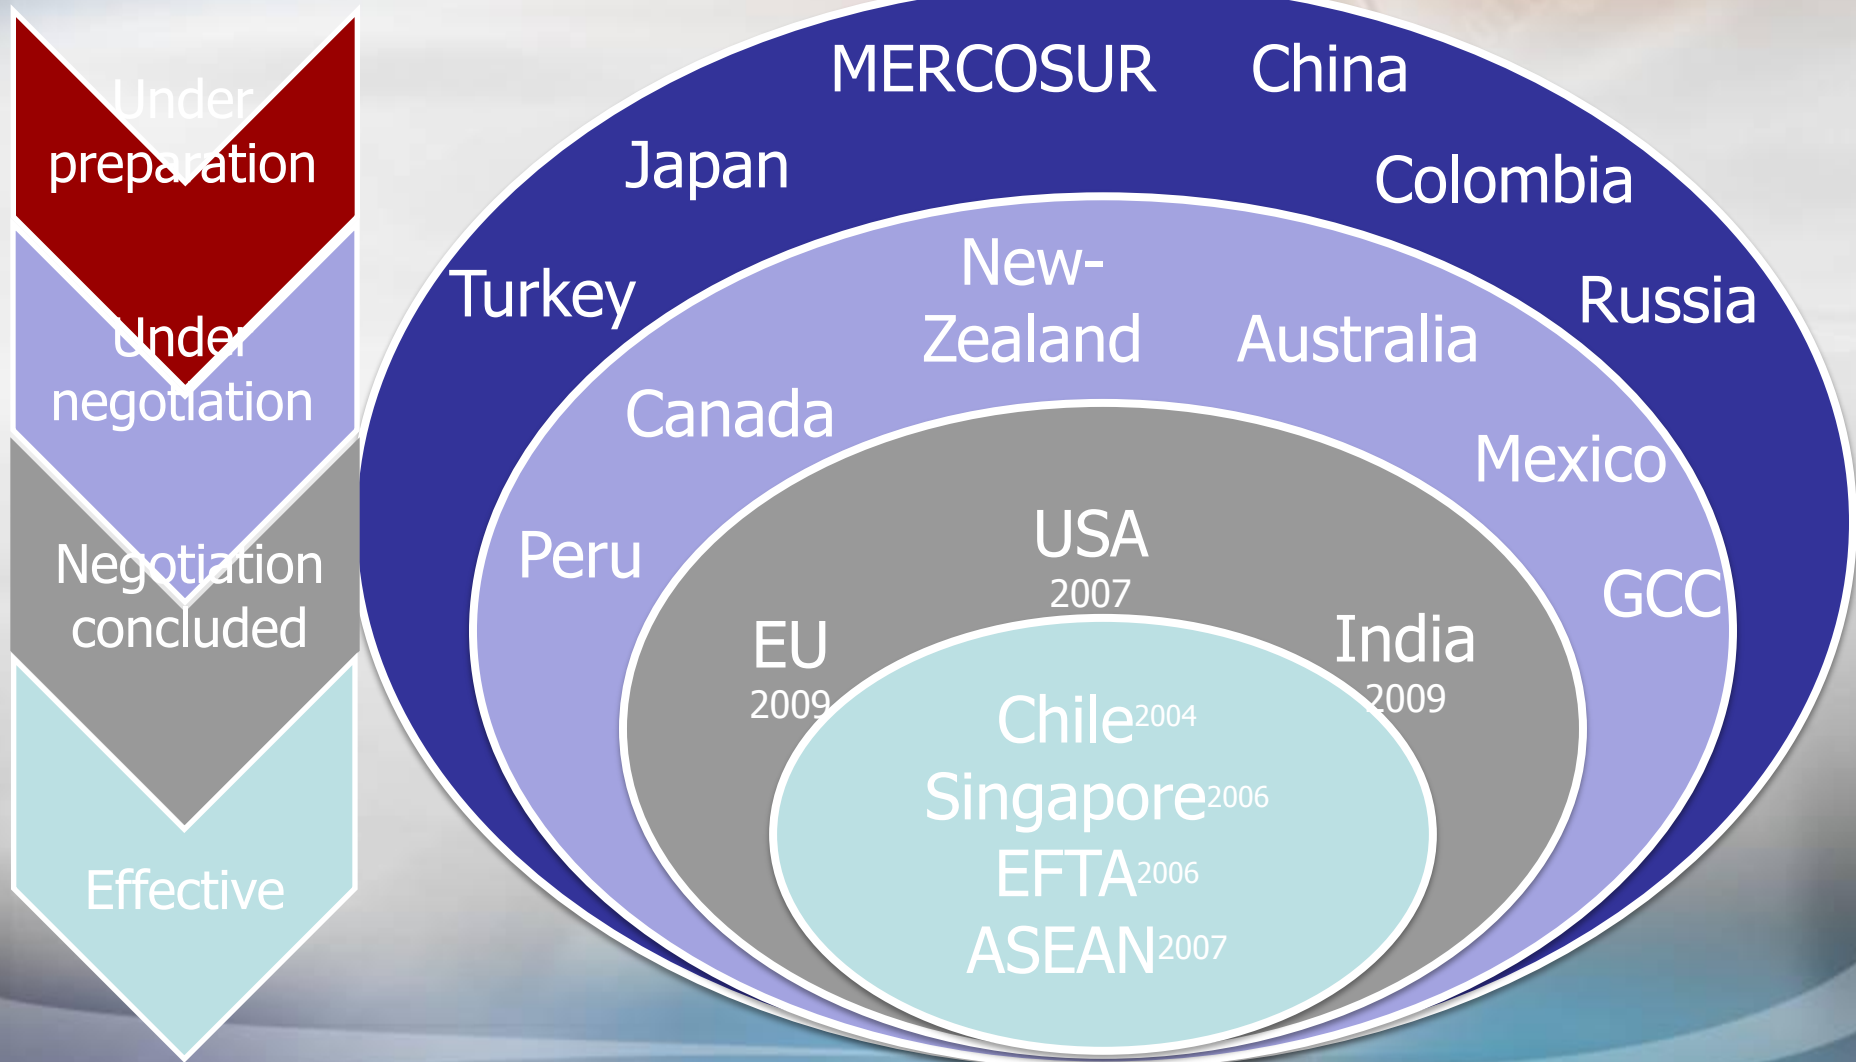 Under
preparation
Under
negotiation
Negotiation
concluded
Effective
MERCOSUR China
Japan Colombia
Turkey Russia
New-
Zealand Australia
Canada
Mexico
Peru
GCC
USA
2007
EU
2009
India
2009
Chile2004
Singapore2006
EFTA2006
ASEAN2007